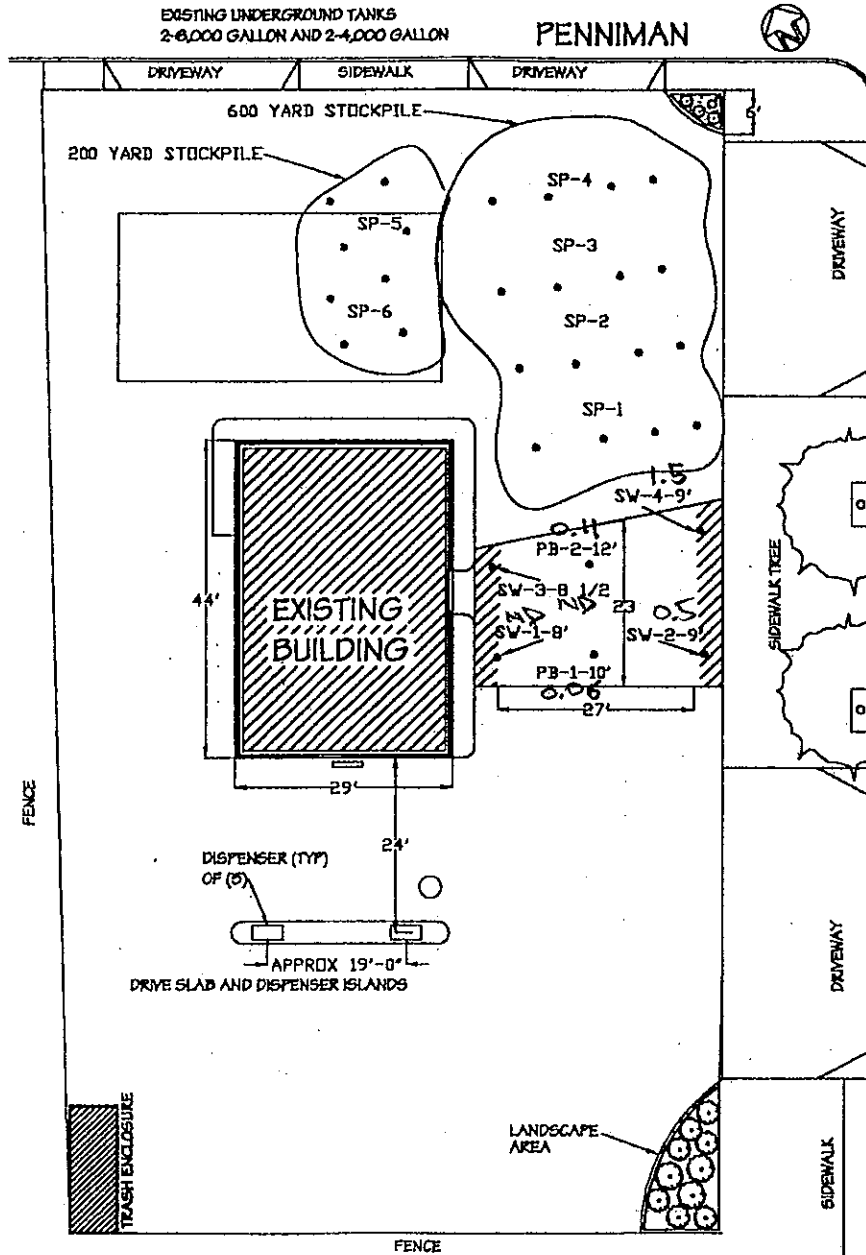 EXISTING UNDERGROUND TANKS
2-6,000 GALLON AND 2-4,000 GALLON
PENNIMAN
DRIVEWAY
SIDEWALK
DRIVEWAY
600 YARD STOCKPILE
6'
200 YARD STOCKPILE
SP-4
SP-5
SP-3
DRIVEWAY
SP-6
SP-2
SP-1
1.5
SW-4-9'
0.11
PB-2-12'
44'
SW-3-8 1/2
23
EXISTING
BUILDING
ND
ND
0.5
SW-1-8'
SW-2-9'
SIDEWALK TREE
PB-1-10'
0.06
27'
29'
FENCE
24'
DISPENSER (TYP)
OF (5)
APPROX 19'-0"
DRIVE SLAB AND DISPENSER ISLANDS
DRIVEWAY
TRASH ENCLOSURE
LANDSCAPE
AREA
SIDEWALK
FENCE